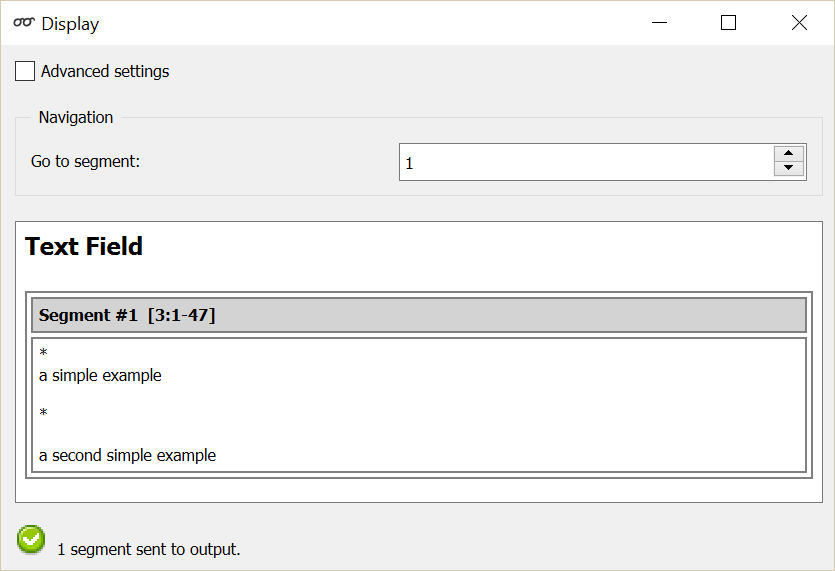 Display
Advanced settings
Navigation
Go to segment:
1
Text Field
Segment #1 [3:1-47]
*
a simple example
*
a second simple example
1 segment sent to output.